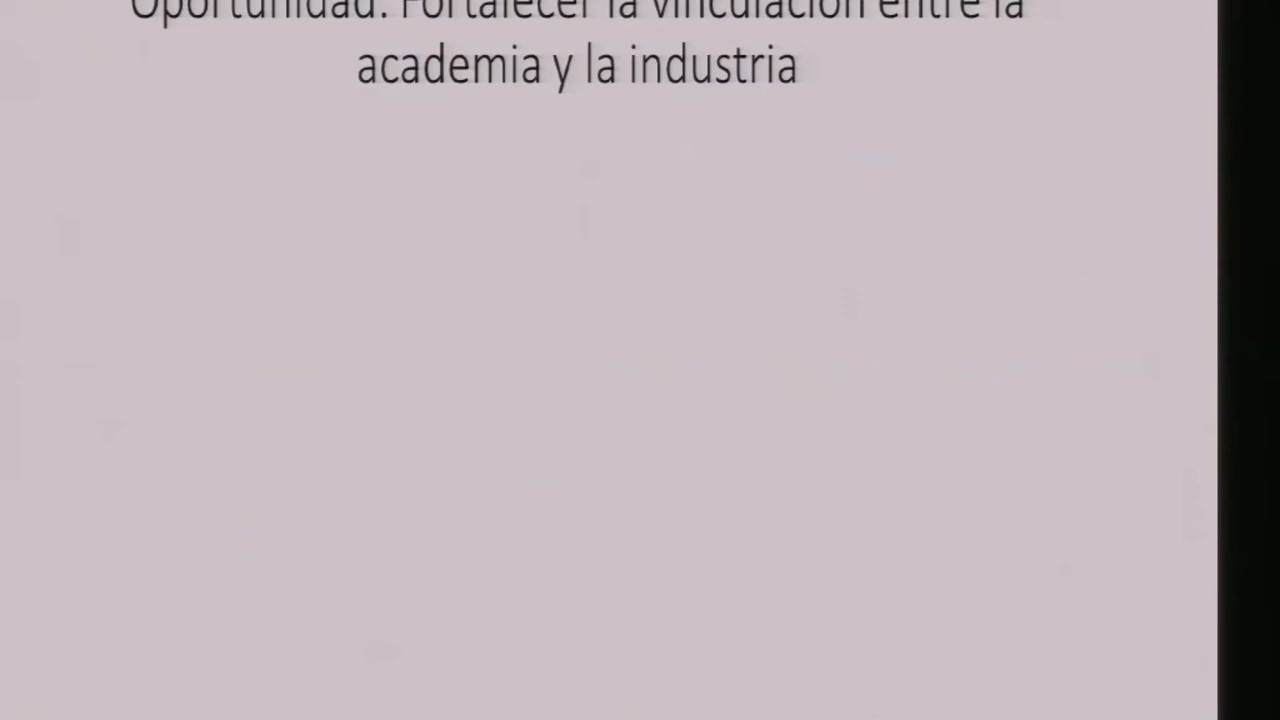 Oportunidad: Fortalecer la vinculación entre la
academia y la industria